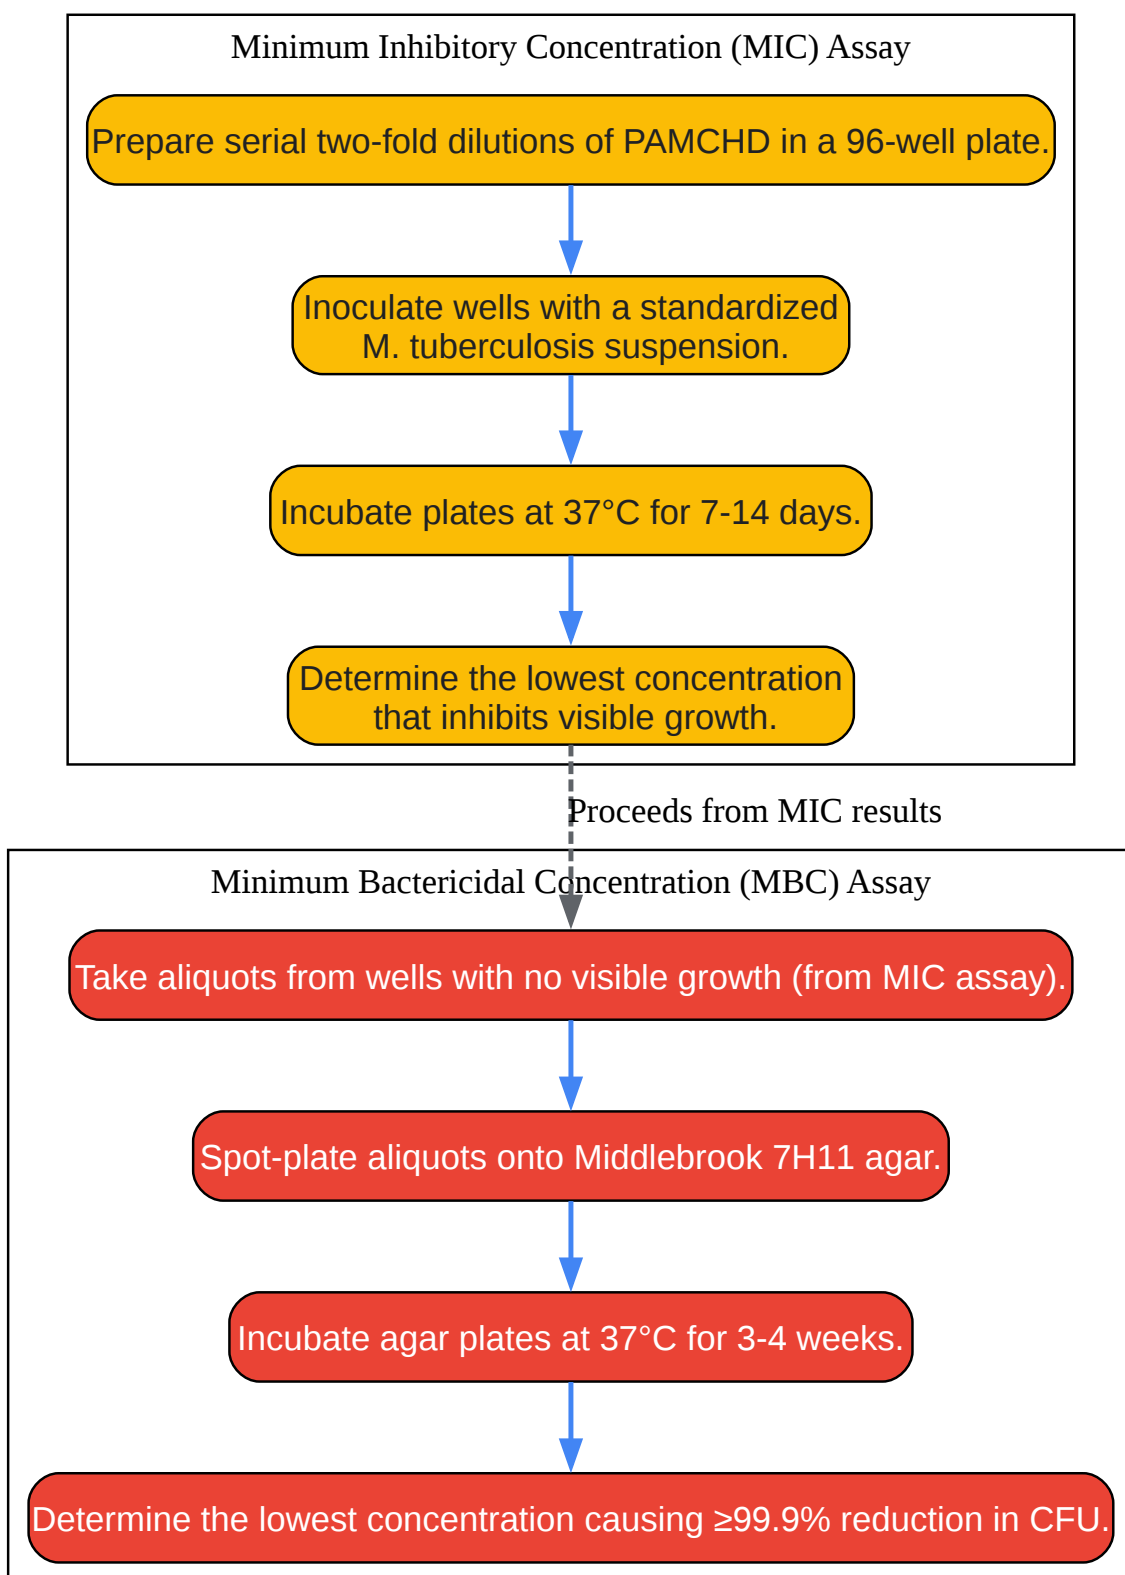 Minimum Inhibitory Concentration (MIC) Assay
Prepare serial two-fold dilutions of PAMCHD in a 96-well plate.
Inoculate wells with a standardized
M. tuberculosis suspension.
Incubate plates at 37°C for 7-14 days.
Determine the lowest concentration
that inhibits visible growth.
Proceeds from MIC results
Minimum Bactericidal Concentration (MBC) Assay
Take aliquots from wells with no visible growth (from MIC assay).
Spot-plate aliquots onto Middlebrook 7H11 agar.
Incubate agar plates at 37°C for 3-4 weeks.
Determine the lowest concentration causing ≥99.9% reduction in CFU.